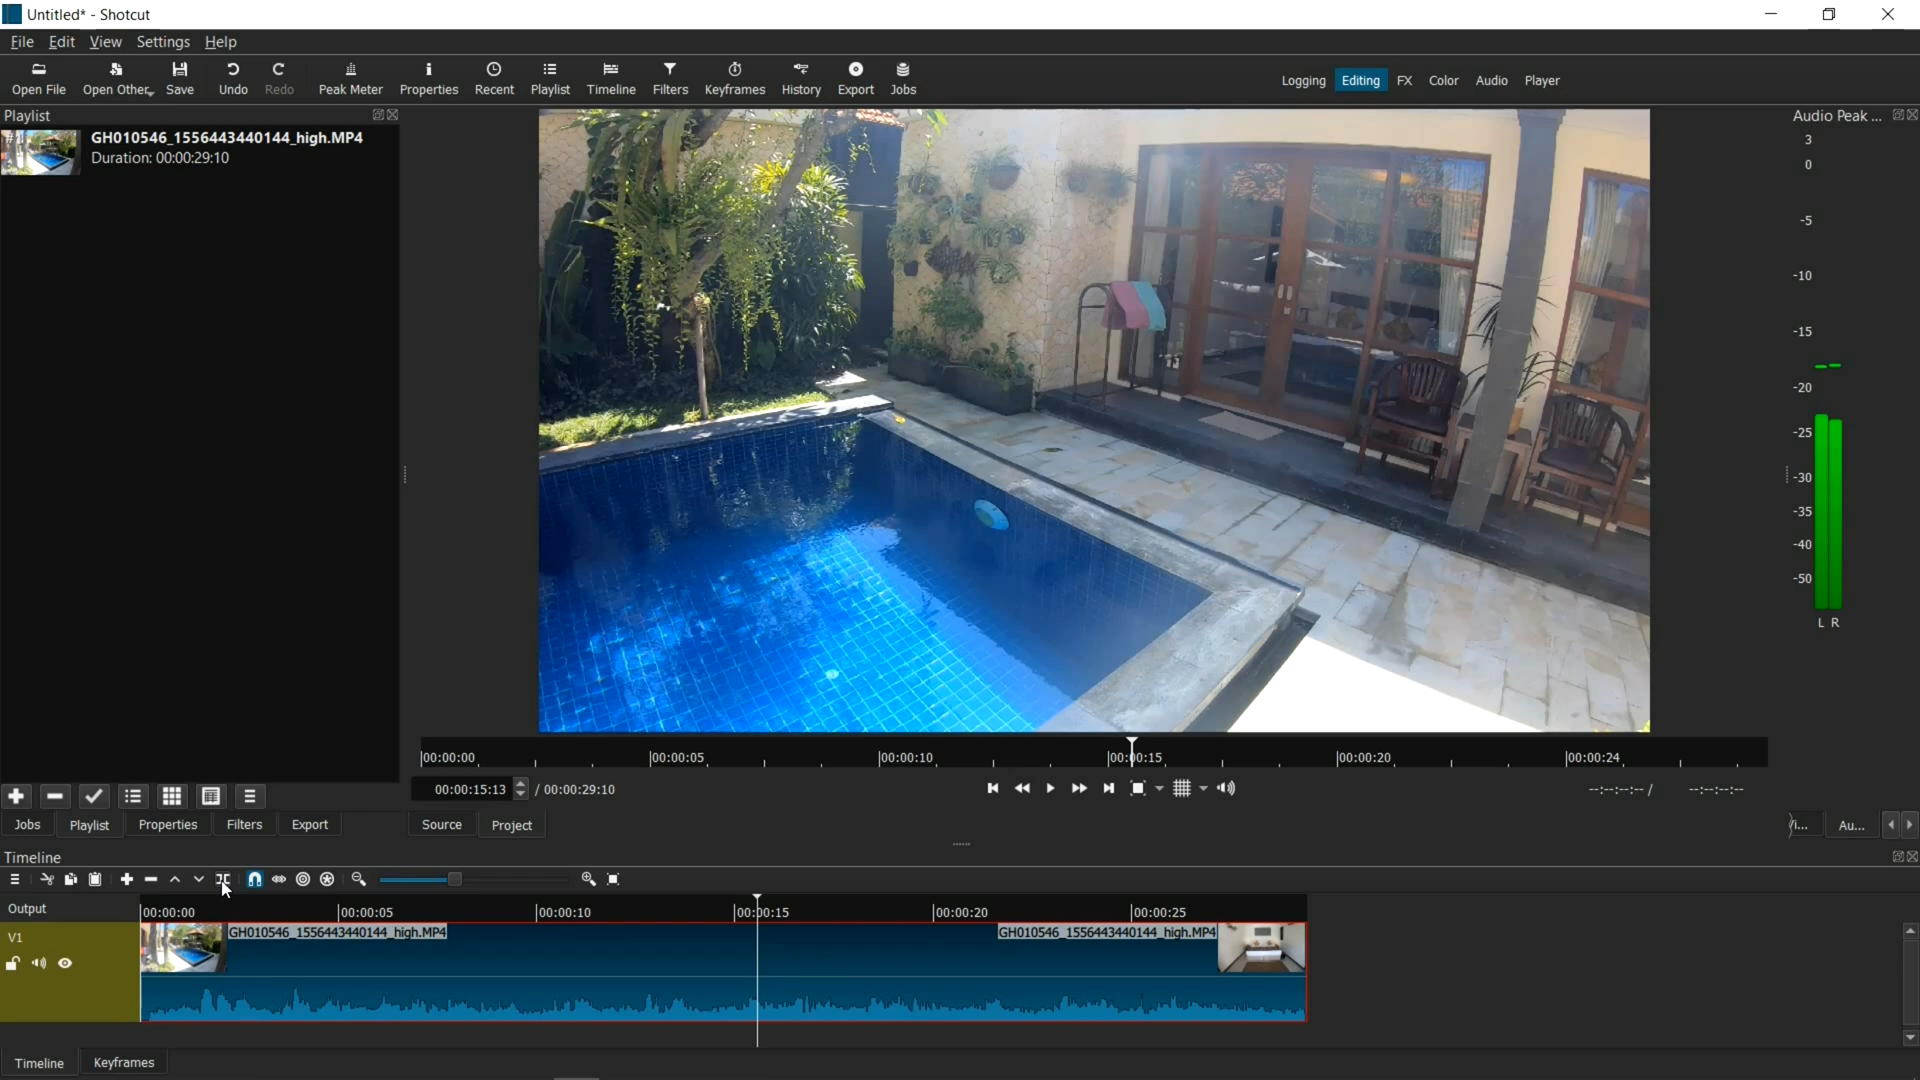 Untitled* - Shotcut
File Edit View Settings Help
Open File Open Other Save Undo Redo Peak Meter Properties Recent Playlist Timeline Filters Keyframes History Export Jobs
Logging Editing FX Color Audio Player
Playlist
GH010546_1556443440144_high.MP4
Duration: 00:00:29:10
Audio Peak ...
3
0
-5
-10
-15
-20
-25
-30
-35
-40
-50
L R
00:00:00 00:00:05 00:00:10 00:00:15 00:00:20 00:00:24
00:00:15:13 / 00:00:29:10
--:--:--:-- / --:--:--:--
Jobs Playlist Properties Filters Export
Source Project
Au...
Timeline
Output
00:00:00 00:00:05 00:00:10 00:00:15 00:00:20 00:00:25
V1
GH010546_1556443440144_high.MP4
GH010546_1556443440144_high.MP4
Timeline Keyframes